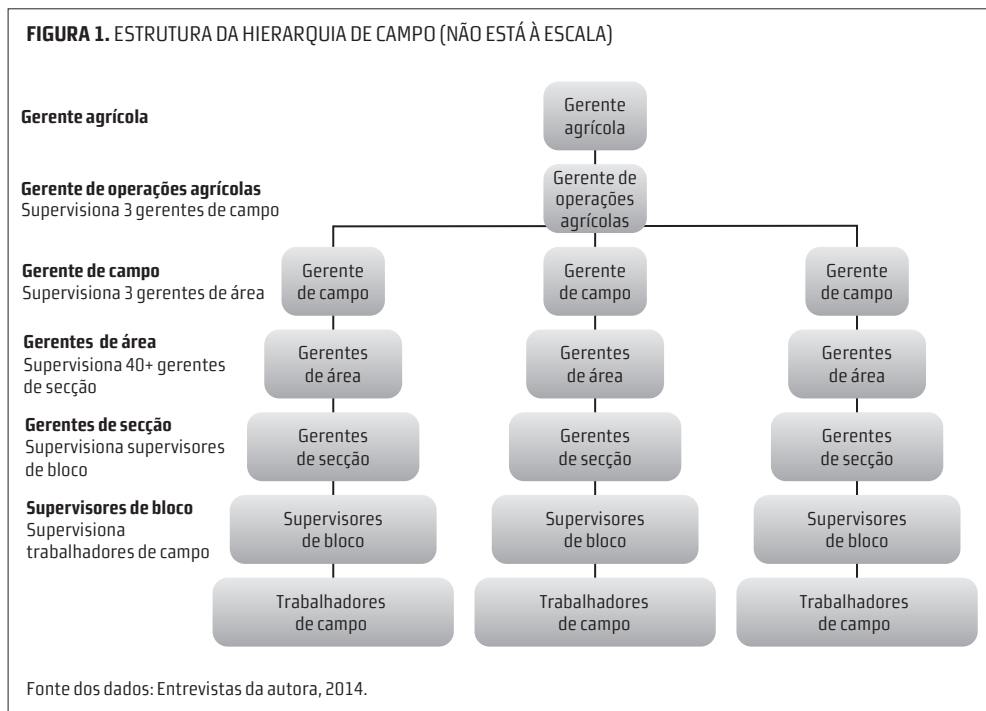 FIGURA 1. ESTRUTURA DA HIERARQUIA DE CAMPO (NÃO ESTÁ À ESCALA)
Gerente agrícola
Gerente
agrícola
Gerente de operações agrícolas
Supervisiona 3 gerentes de campo
Gerente de
operações
agrícolas
Gerente de campo
Supervisiona 3 gerentes de área
Gerente
de campo
Gerente
de campo
Gerente
de campo
Gerentes de área
Supervisiona 40+ gerentes
de secção
Gerentes
de área
Gerentes
de área
Gerentes
de área
Gerentes de secção
Supervisiona supervisores
de bloco
Gerentes
de secção
Gerentes
de secção
Gerentes
de secção
Supervisores de bloco
Supervisiona
trabalhadores de campo
Supervisores
de bloco
Supervisores
de bloco
Supervisores
de bloco
Trabalhadores
de campo
Trabalhadores
de campo
Trabalhadores
de campo
Fonte dos dados: Entrevistas da autora, 2014.